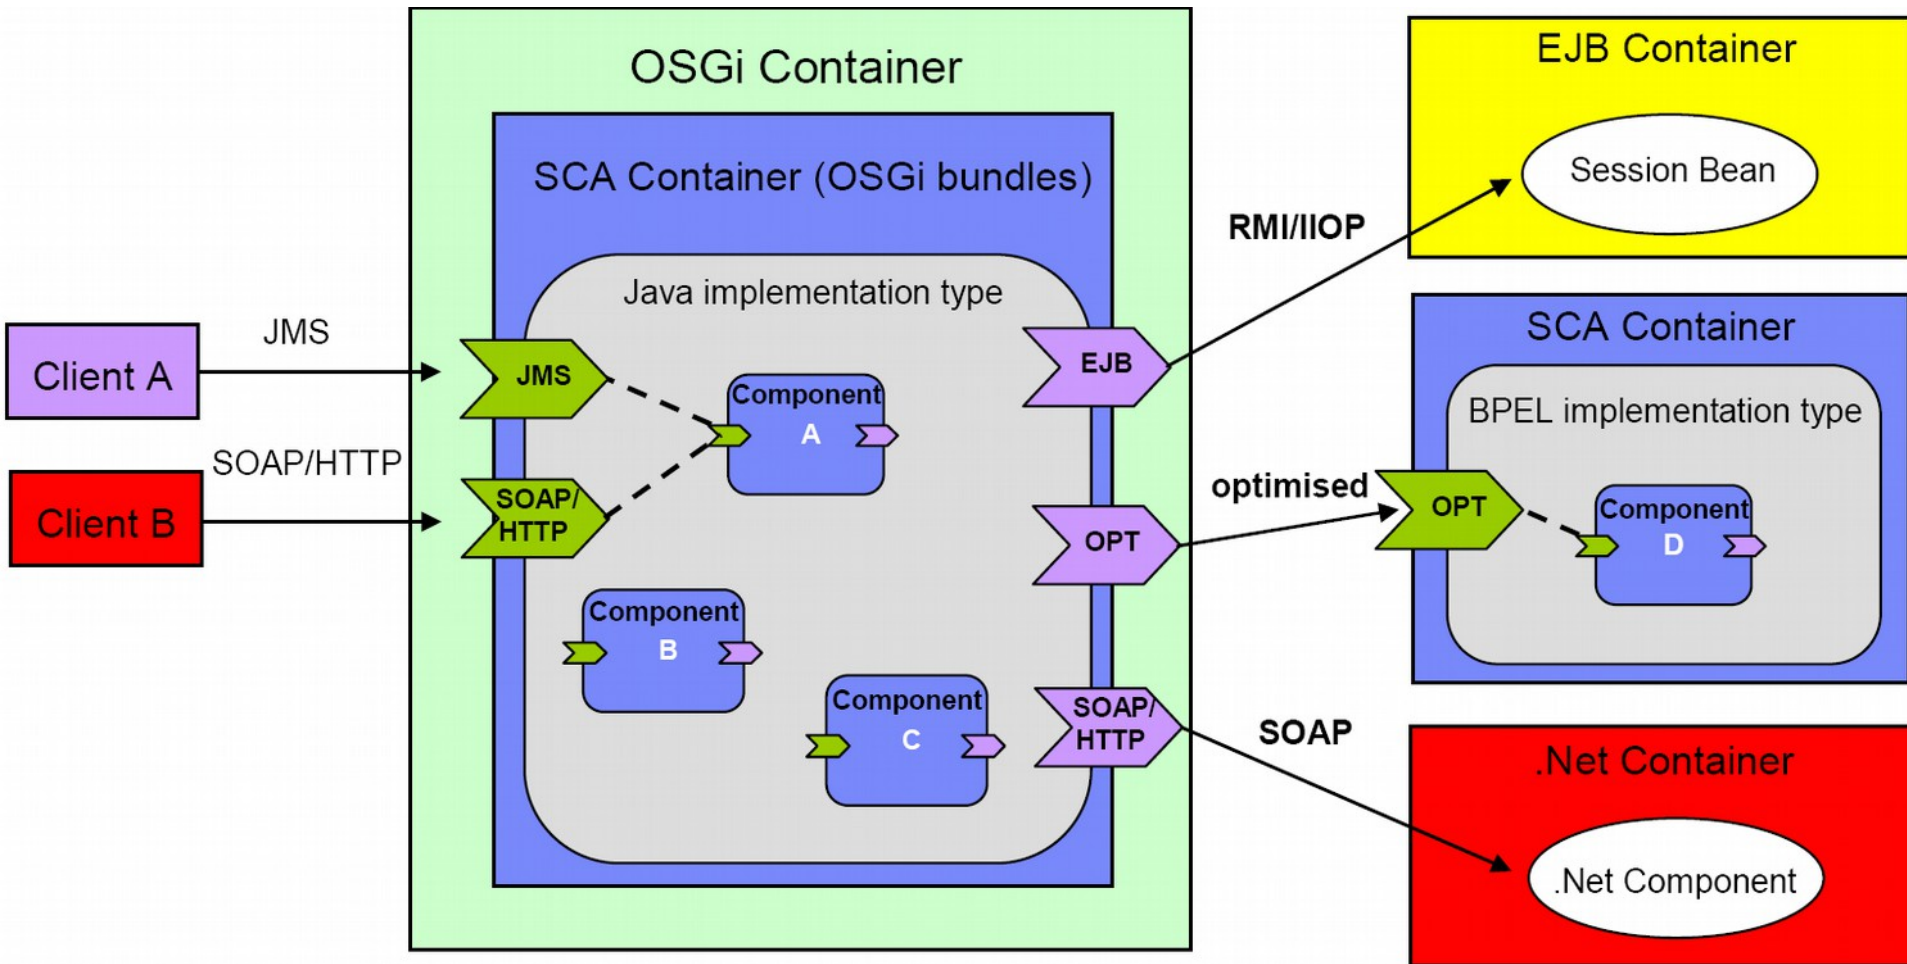 OSGi Container
SCA Container (OSGi bundles)
Java implementation type
Client A
JMS
JMS
Component
A
Client B
SOAP/HTTP
SOAP/
HTTP
Component
B
Component
C
EJB
OPT
SOAP/
HTTP
RMI/IIOP
optimised
SOAP
EJB Container
Session Bean
SCA Container
BPEL implementation type
OPT
Component
D
.Net Container
.Net Component